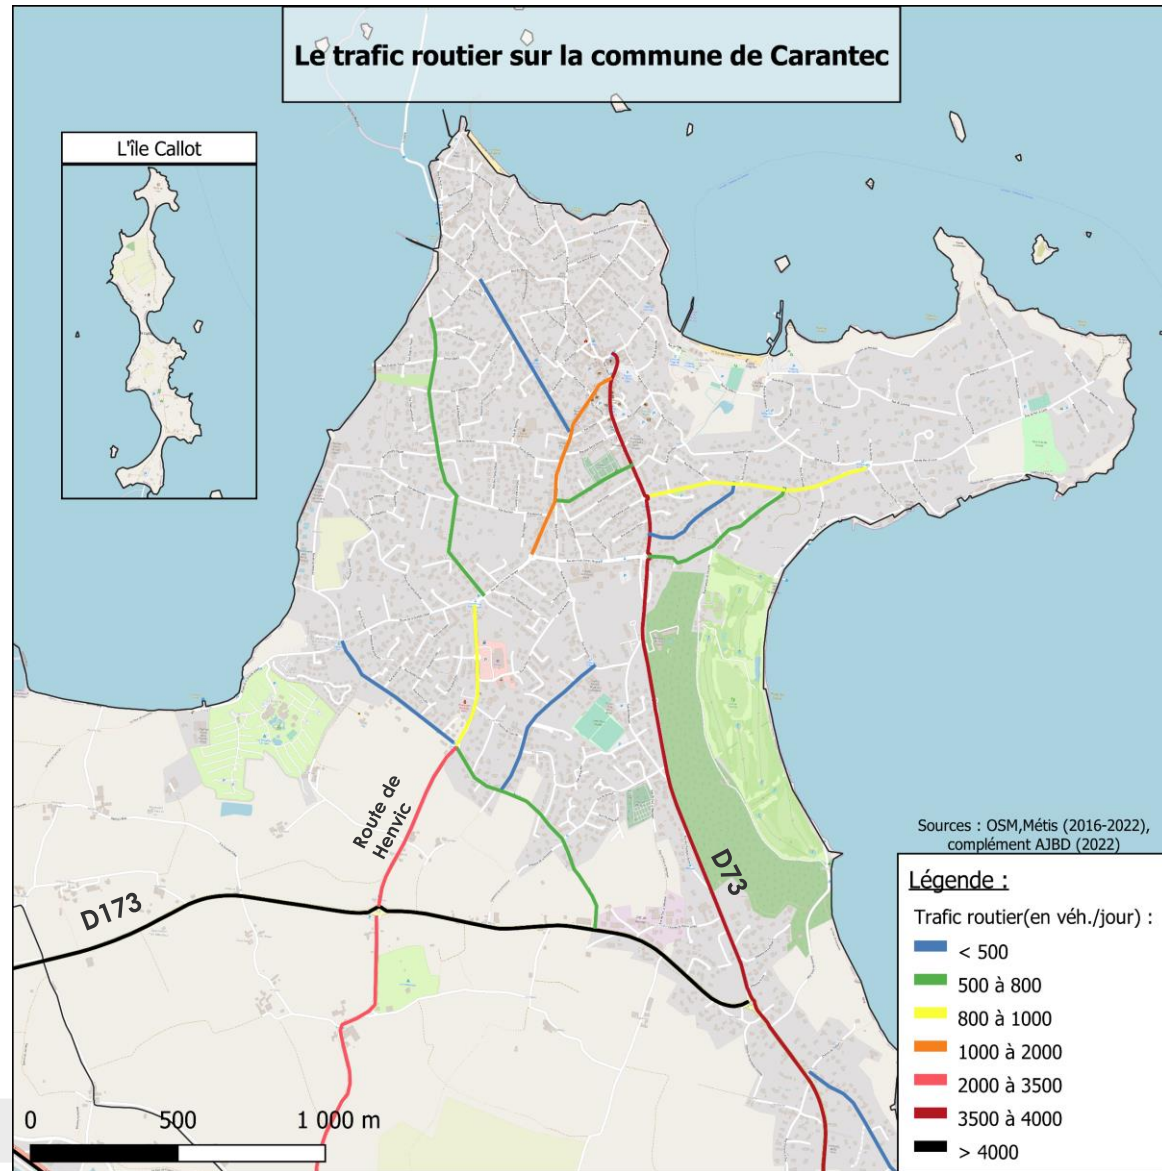 Le trafic routier sur la commune de Carantec
L'île Callot
Route de
Henvic
D173
D73
Sources : OSM,Métis (2016-2022),
complément AJBD (2022)
Légende :
Trafic routier(en véh./jour) :
< 500
500 à 800
800 à 1000
1000 à 2000
2000 à 3500
3500 à 4000
> 4000
0 500 1 000 m